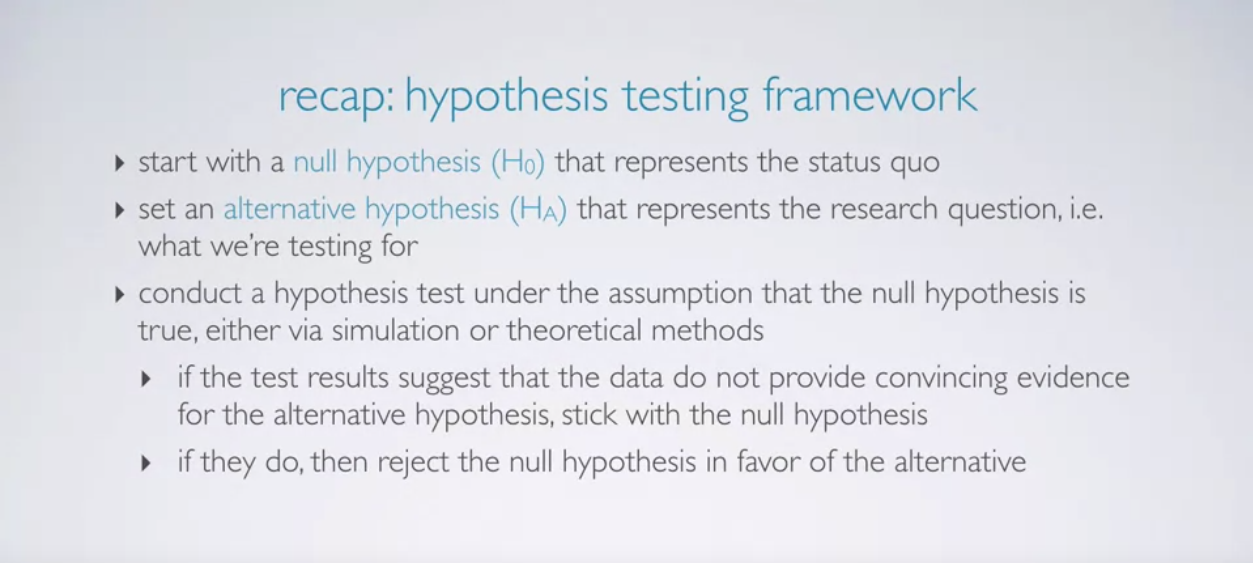 recap: hypothesis testing framework
start with a null hypothesis (H0) that represents the status quo
set an alternative hypothesis (HA) that represents the research question, i.e.
what we're testing for
conduct a hypothesis test under the assumption that the null hypothesis is
true, either via simulation or theoretical methods
if the test results suggest that the data do not provide convincing evidence
for the alternative hypothesis, stick with the null hypothesis
if they do, then reject the null hypothesis in favor of the alternative